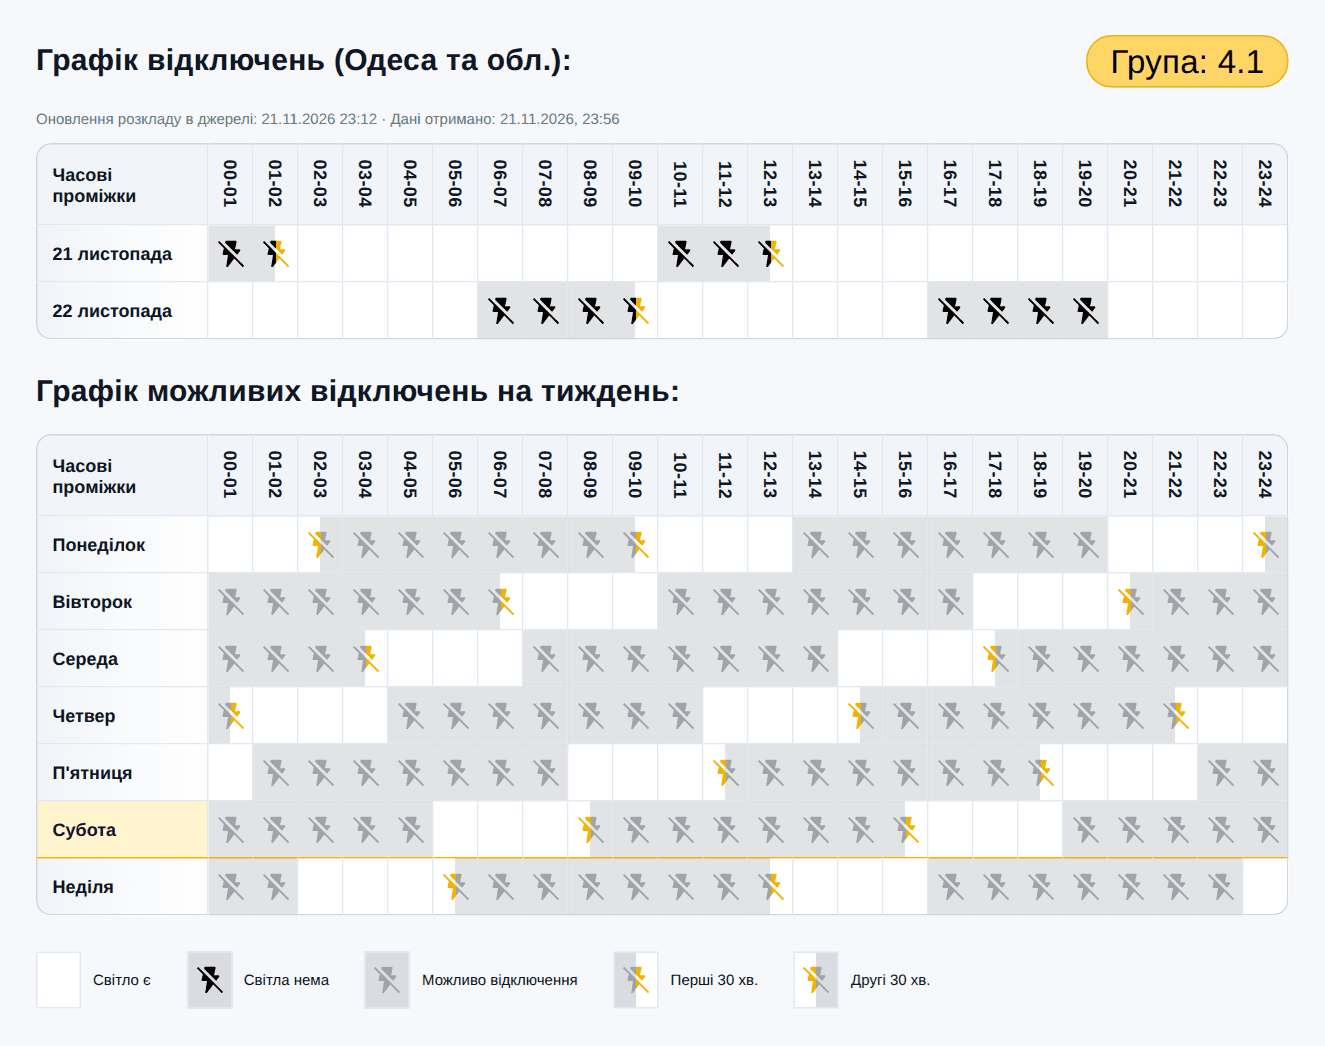 Графік відключень (Одеса та обл.):
Група: 4.1
Оновлення розкладу в джерелі: 21.11.2026 23:12 · Дані отримано: 21.11.2026, 23:56
Часові проміжки 00-01 01-02 02-03 03-04 04-05 05-06 06-07 07-08 08-09 09-10 10-11 11-12 12-13 13-14 14-15 15-16 16-17 17-18 18-19 19-20 20-21 21-22 22-23 23-24
21 листопада
22 листопада
Графік можливих відключень на тиждень:
Часові проміжки 00-01 01-02 02-03 03-04 04-05 05-06 06-07 07-08 08-09 09-10 10-11 11-12 12-13 13-14 14-15 15-16 16-17 17-18 18-19 19-20 20-21 21-22 22-23 23-24
Понеділок
Вівторок
Середа
Четвер
П'ятниця
Субота
Неділя
Світло є Світла нема Можливо відключення Перші 30 хв. Другі 30 хв.